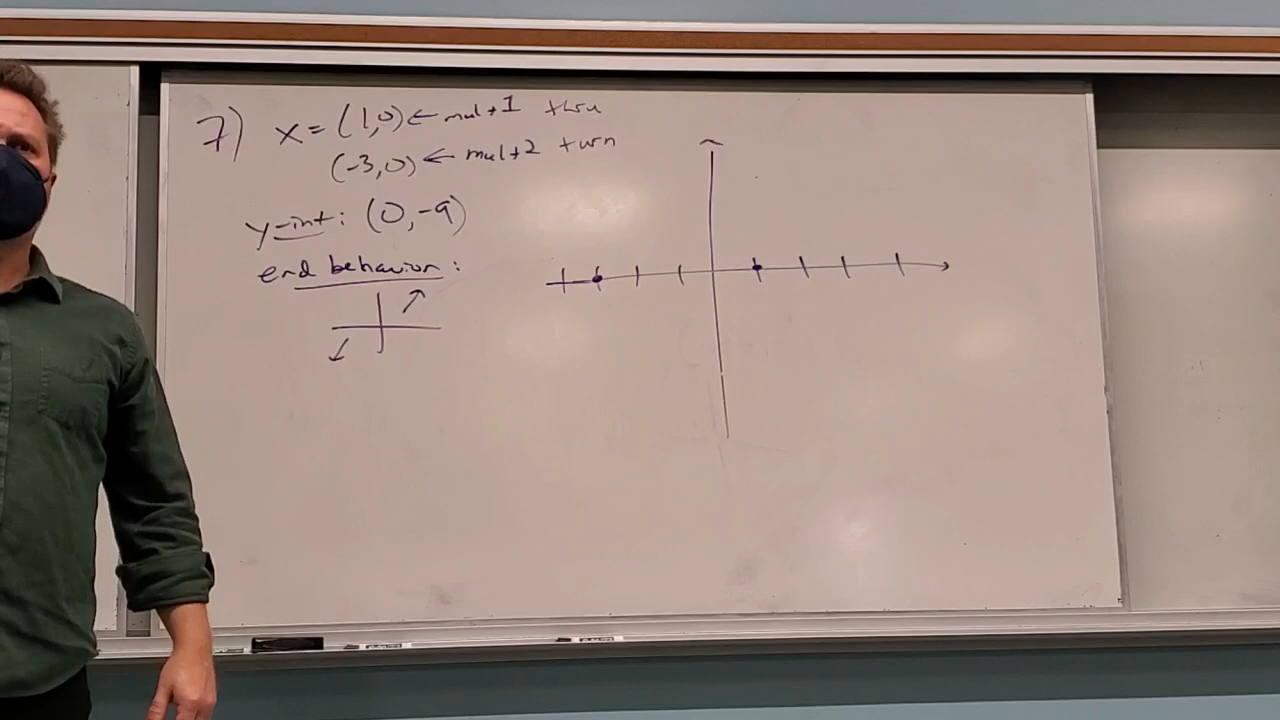 7) x = (1,0) ← mult 1 thru
(-3,0) ← mult 2 turn
y-int: (0,-9)
end behavior: